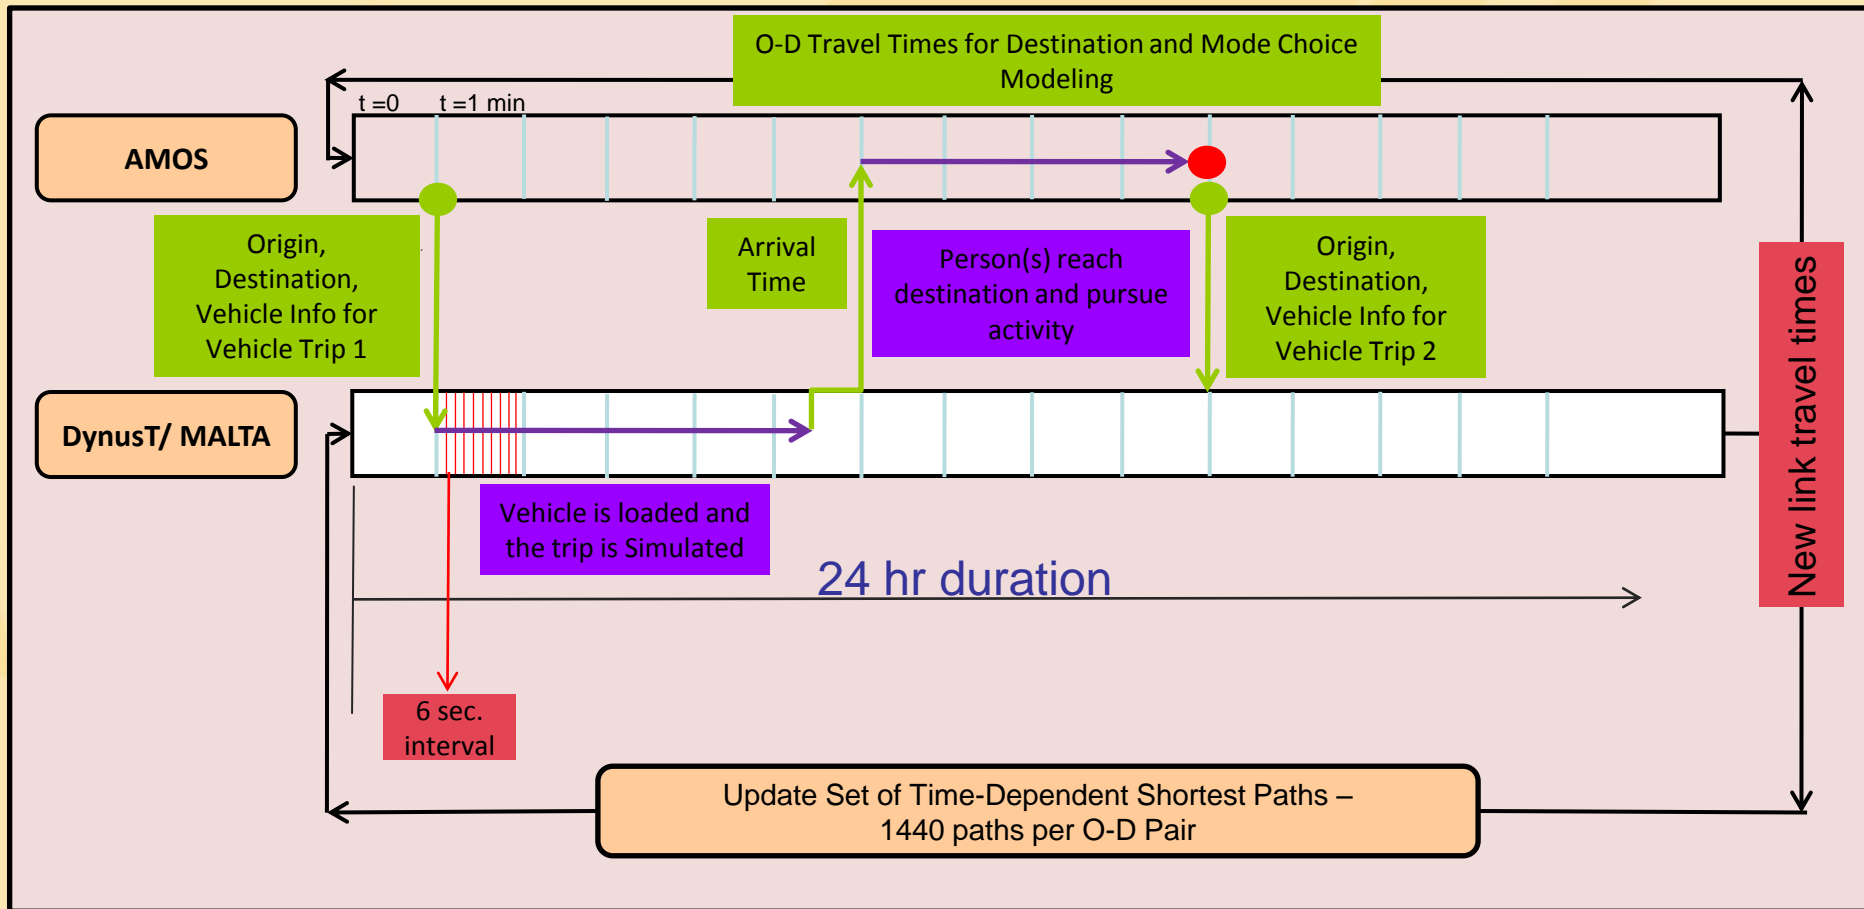 O-D Travel Times for Destination and Mode Choice
Modeling
t =0
t =1 min
AMOS
Origin,
Destination,
Vehicle Info for
Vehicle Trip 1
Arrival
Time
Person(s) reach
destination and pursue
activity
Origin,
Destination,
Vehicle Info for
Vehicle Trip 2
New link travel times
DynusT/ MALTA
Vehicle is loaded and
the trip is Simulated
24 hr duration
6 sec.
interval
Update Set of Time-Dependent Shortest Paths –
1440 paths per O-D Pair